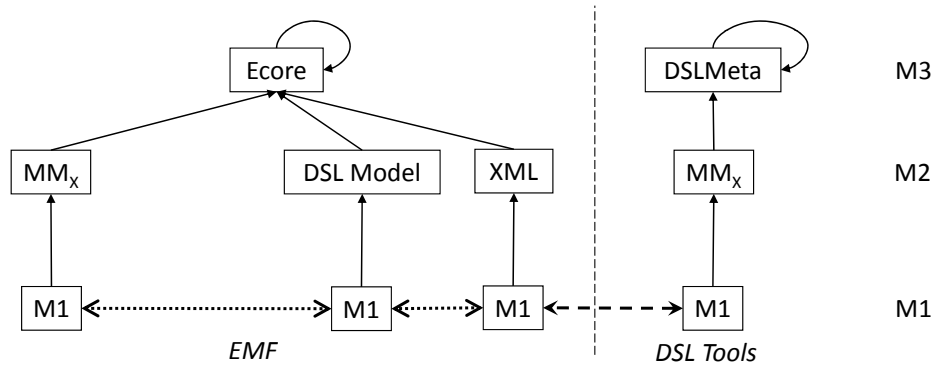 Ecore DSLMeta M3
MMX DSL Model XML MMX M2
M1 M1 M1 M1 M1
EMF DSL Tools